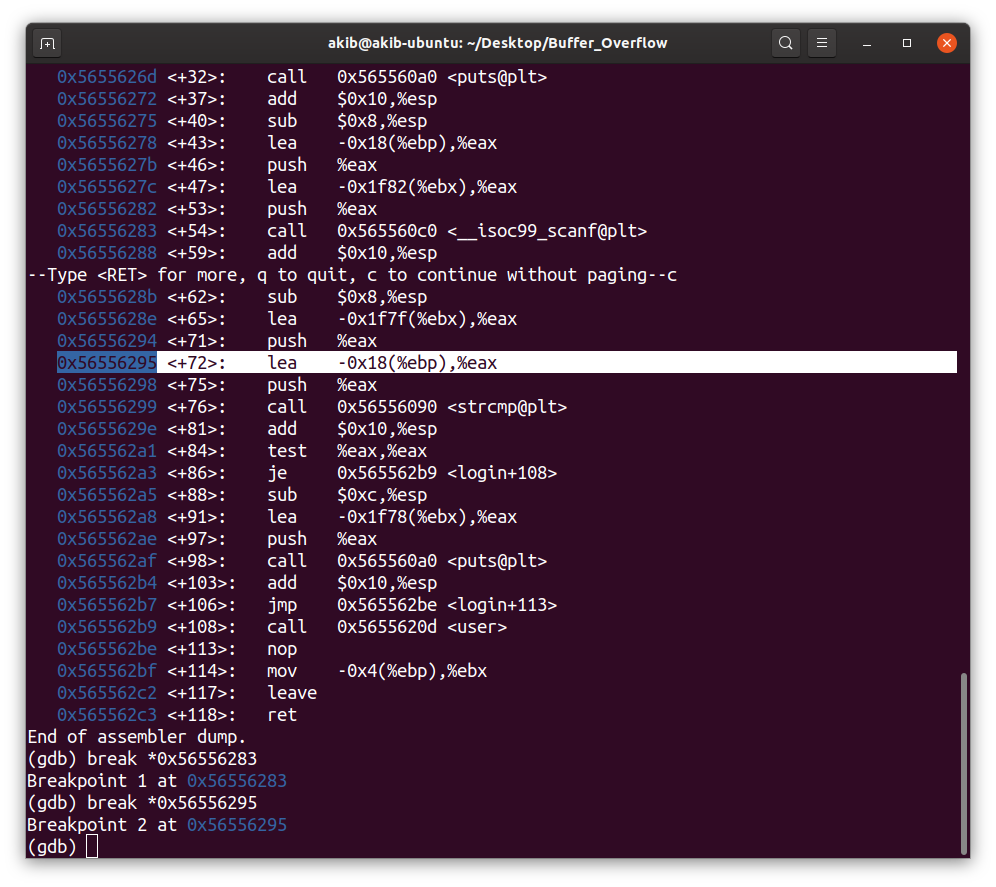 akib@akib-ubuntu: ~/Desktop/Buffer_Overflow
0x5655626d <+32>: call 0x565560a0 <puts@plt>
0x56556272 <+37>: add $0x10,%esp
0x56556275 <+40>: sub $0x8,%esp
0x56556278 <+43>: lea -0x18(%ebp),%eax
0x5655627b <+46>: push %eax
0x5655627c <+47>: lea -0x1f82(%ebx),%eax
0x56556282 <+53>: push %eax
0x56556283 <+54>: call 0x565560c0 <__isoc99_scanf@plt>
0x56556288 <+59>: add $0x10,%esp
--Type <RET> for more, q to quit, c to continue without paging--c
0x5655628b <+62>: sub $0x8,%esp
0x5655628e <+65>: lea -0x1f7f(%ebx),%eax
0x56556294 <+71>: push %eax
0x56556295 <+72>: lea -0x18(%ebp),%eax
0x56556298 <+75>: push %eax
0x56556299 <+76>: call 0x56556090 <strcmp@plt>
0x5655629e <+81>: add $0x10,%esp
0x565562a1 <+84>: test %eax,%eax
0x565562a3 <+86>: je 0x565562b9 <login+108>
0x565562a5 <+88>: sub $0xc,%esp
0x565562a8 <+91>: lea -0x1f78(%ebx),%eax
0x565562ae <+97>: push %eax
0x565562af <+98>: call 0x565560a0 <puts@plt>
0x565562b4 <+103>: add $0x10,%esp
0x565562b7 <+106>: jmp 0x565562be <login+113>
0x565562b9 <+108>: call 0x5655620d <user>
0x565562be <+113>: nop
0x565562bf <+114>: mov -0x4(%ebp),%ebx
0x565562c2 <+117>: leave
0x565562c3 <+118>: ret
End of assembler dump.
(gdb) break *0x56556283
Breakpoint 1 at 0x56556283
(gdb) break *0x56556295
Breakpoint 2 at 0x56556295
(gdb)